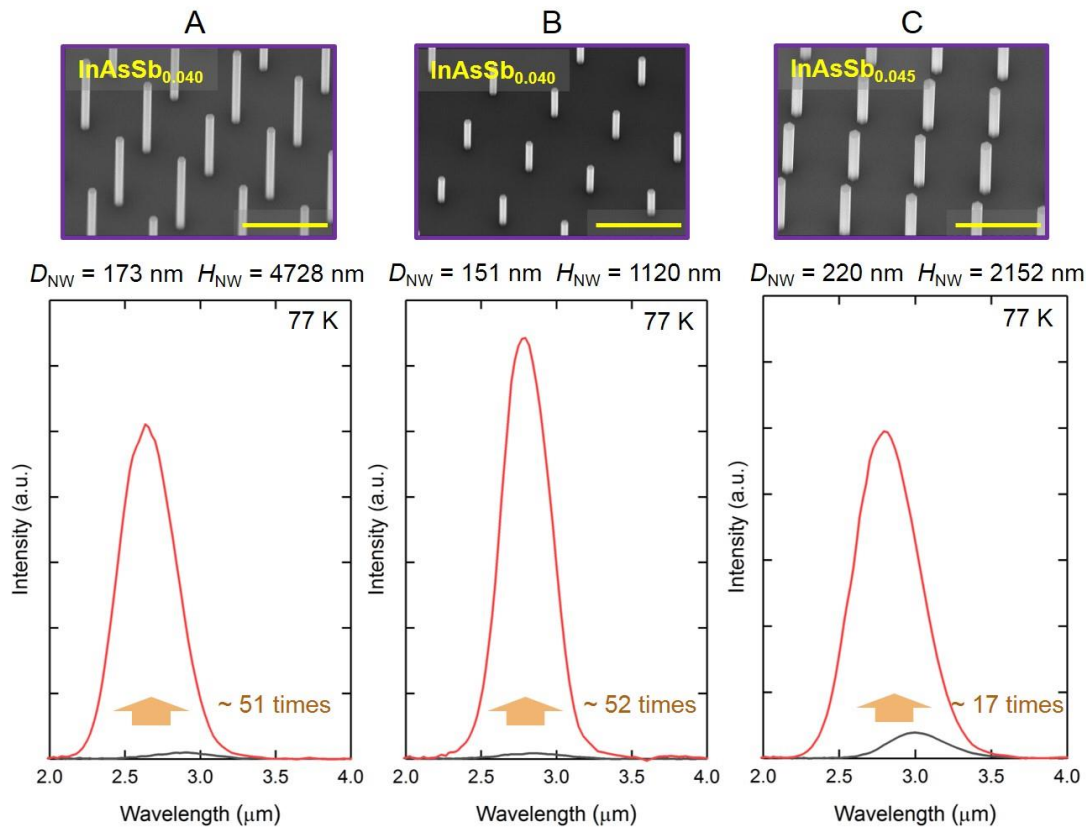 A
B
C
InAsSb0.040
InAsSb0.040
InAsSb0.045
DNW = 173 nm HNW = 4728 nm
DNW = 151 nm HNW = 1120 nm
DNW = 220 nm HNW = 2152 nm
77 K
77 K
77 K
Intensity (a.u.)
Intensity (a.u.)
Intensity (a.u.)
~ 51 times
~ 52 times
~ 17 times
2.0 2.5 3.0 3.5 4.0
2.0 2.5 3.0 3.5 4.0
2.0 2.5 3.0 3.5 4.0
Wavelength (μm)
Wavelength (μm)
Wavelength (μm)